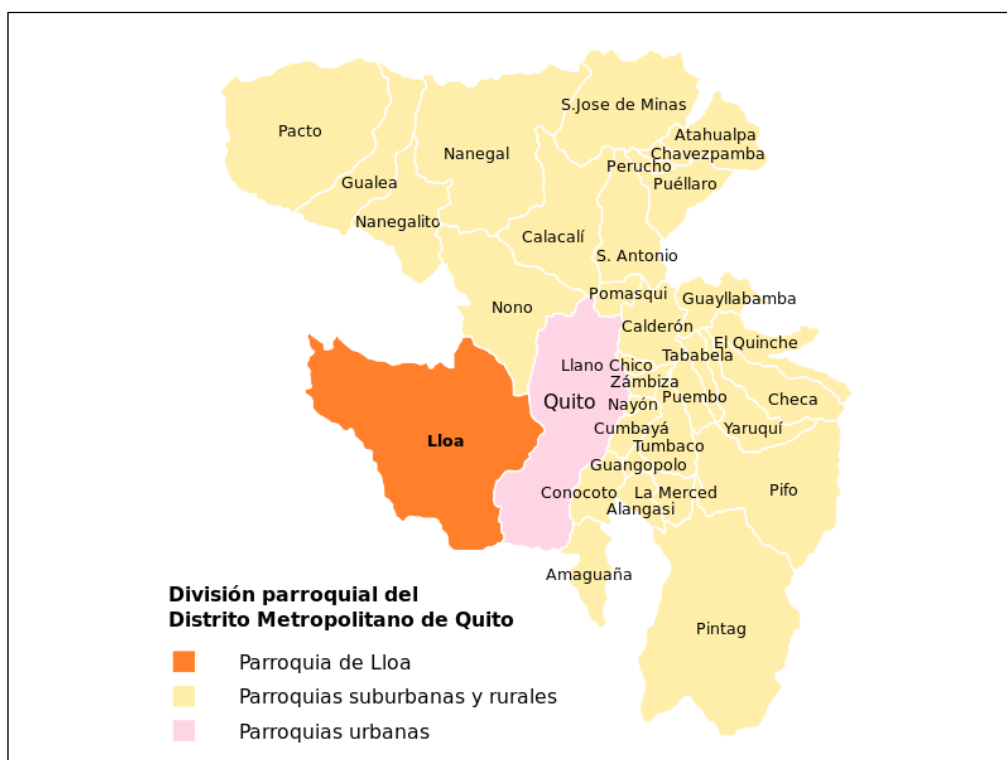 S.Jose de Minas
Pacto
Atahualpa
Nanegal
Chavezpamba
Perucho
Gualea
Puéllaro
Nanegalito
Calacalí
S. Antonio
Pomasqui
Guayllabamba
Nono
Calderón
El Quinche
Tababela
Llano Chico
Zámbiza
Puembo
Checa
Quito
Nayón
Cumbayá
Yaruquí
Lloa
Tumbaco
Guangopolo
Pifo
Conocoto
La Merced
Alangasi
Amaguaña
Pintag
División parroquial del
Distrito Metropolitano de Quito
Parroquia de Lloa
Parroquias suburbanas y rurales
Parroquias urbanas